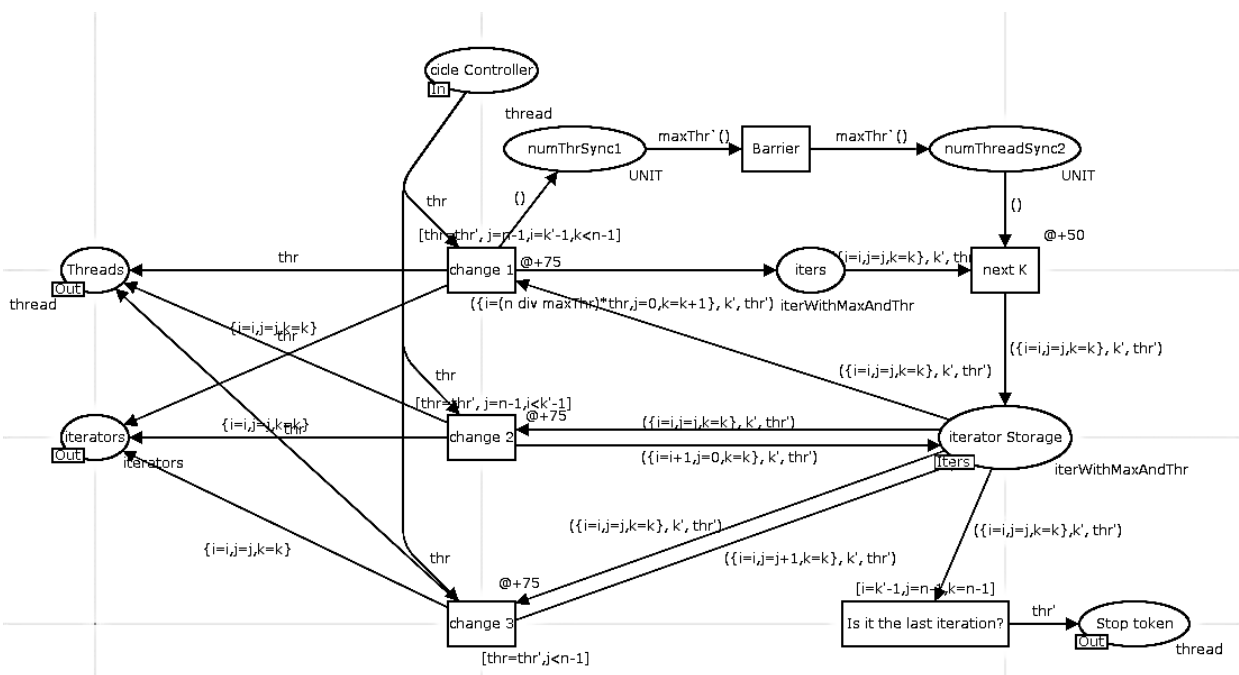 cicle Controller
In
thread
numThrSync1
UNIT
maxThr`()
Barrier
maxThr`()
numThreadSync2
UNIT
thr
()
()
[thr=thr', j=n-1,i=k'-1,k<n-1]
@+50
Threads
Out
thread
thr
change 1
@+75
iters
iterWithMaxAndThr
({i=i,j=j,k=k}, k', thr')
next K
({i=(n div maxThr)*thr,j=0,k=k+1}, k', thr')
{i=i,j=j,k=k}
thr
({i=i,j=j,k=k}, k', thr')
({i=i,j=j,k=k}, k', thr')
thr
[thr=thr', j=n-1,i<k'-1]
@+75
iterators
Out
iterators
{i=i,j=j,k=k}
thr
change 2
({i=i,j=j,k=k}, k', thr')
({i=i+1,j=0,k=k}, k', thr')
iterator Storage
Iters
iterWithMaxAndThr
({i=i,j=j,k=k}, k', thr')
({i=i,j=j,k=k},k', thr')
{i=i,j=j,k=k}
thr
({i=i,j=j+1,k=k}, k', thr')
@+75
[i=k'-1,j=n-1,k=n-1]
change 3
Is it the last iteration?
thr'
Stop token
Out
thread
[thr=thr',j<n-1]